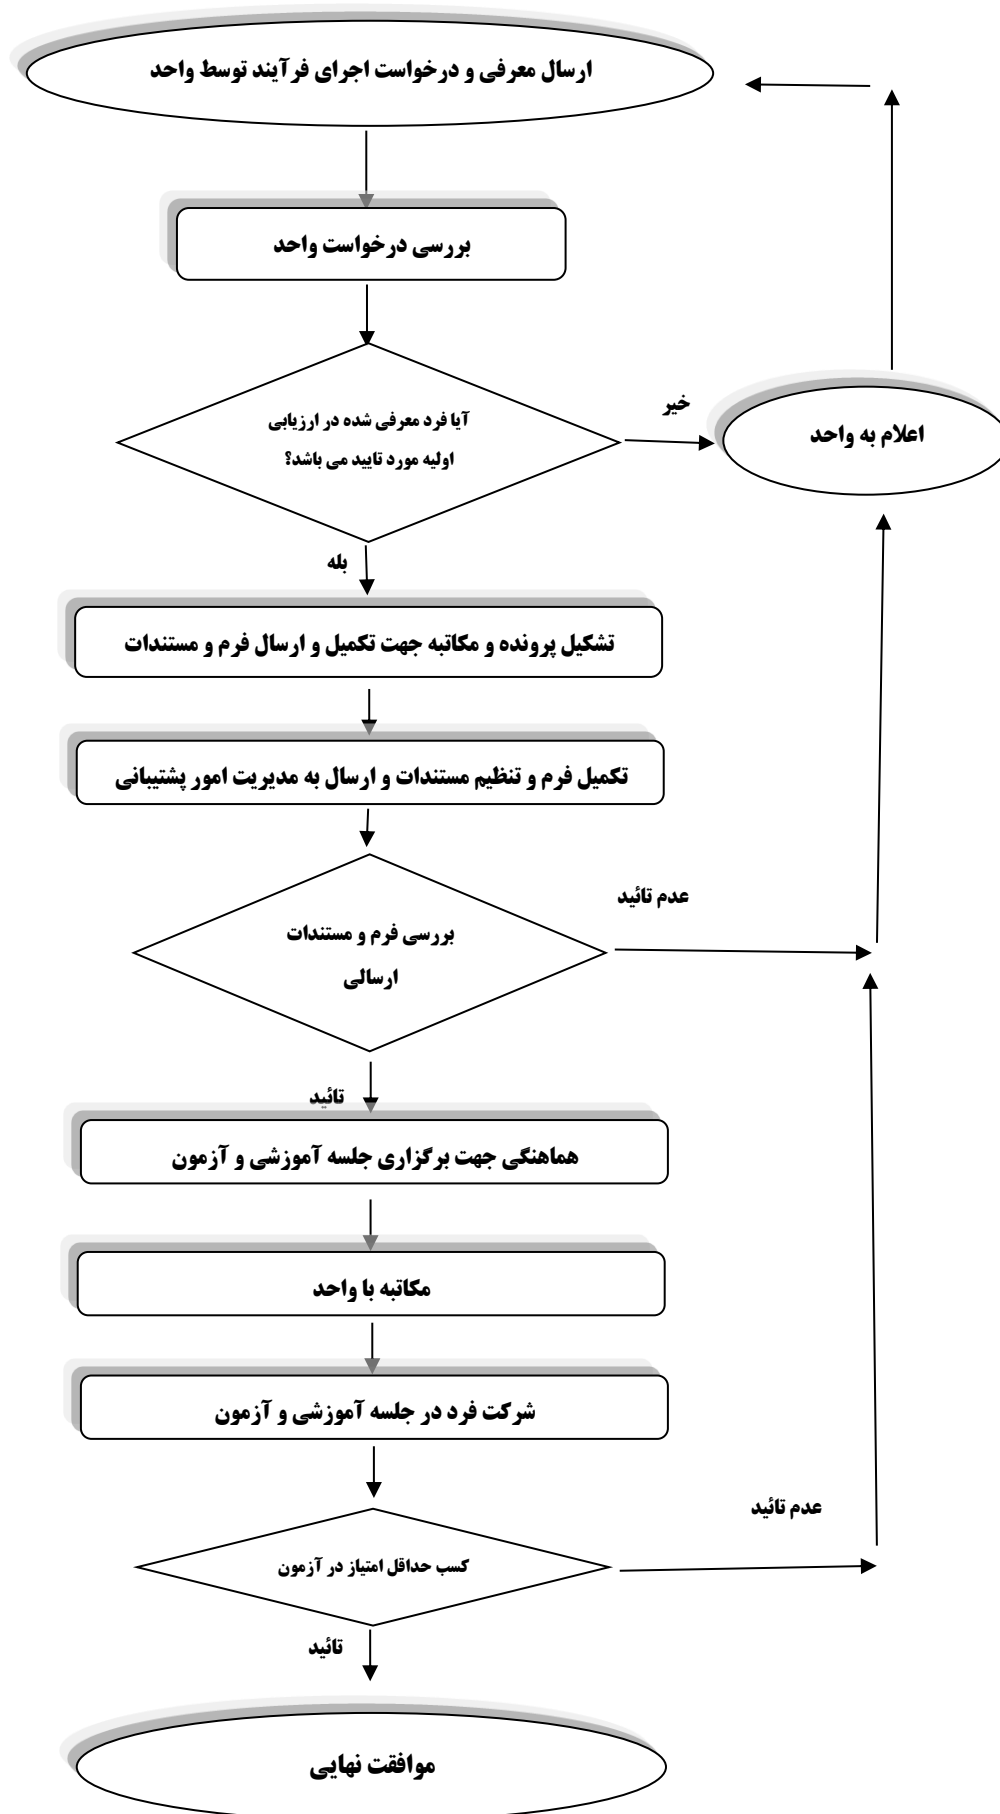 ارسال معرفی و درخواست اجرای فرآیند توسط واحد
بررسی درخواست واحد
آیا فرد معرفی شده در ارزیابی
اولیه مورد تایید می باشد؟
خیر
اعلام به واحد
بله
تشکیل پرونده و مکاتبه جهت تکمیل و ارسال فرم و مستندات
تکمیل فرم و تنظیم مستندات و ارسال به مدیریت امور پشتیبانی
عدم تائید
بررسی فرم و مستندات
ارسالی
تائید
هماهنگی جهت برگزاری جلسه آموزشی و آزمون
مکاتبه با واحد
شرکت فرد در جلسه آموزشی و آزمون
عدم تائید
کسب حداقل امتیاز در آزمون
تائید
موافقت نهایی